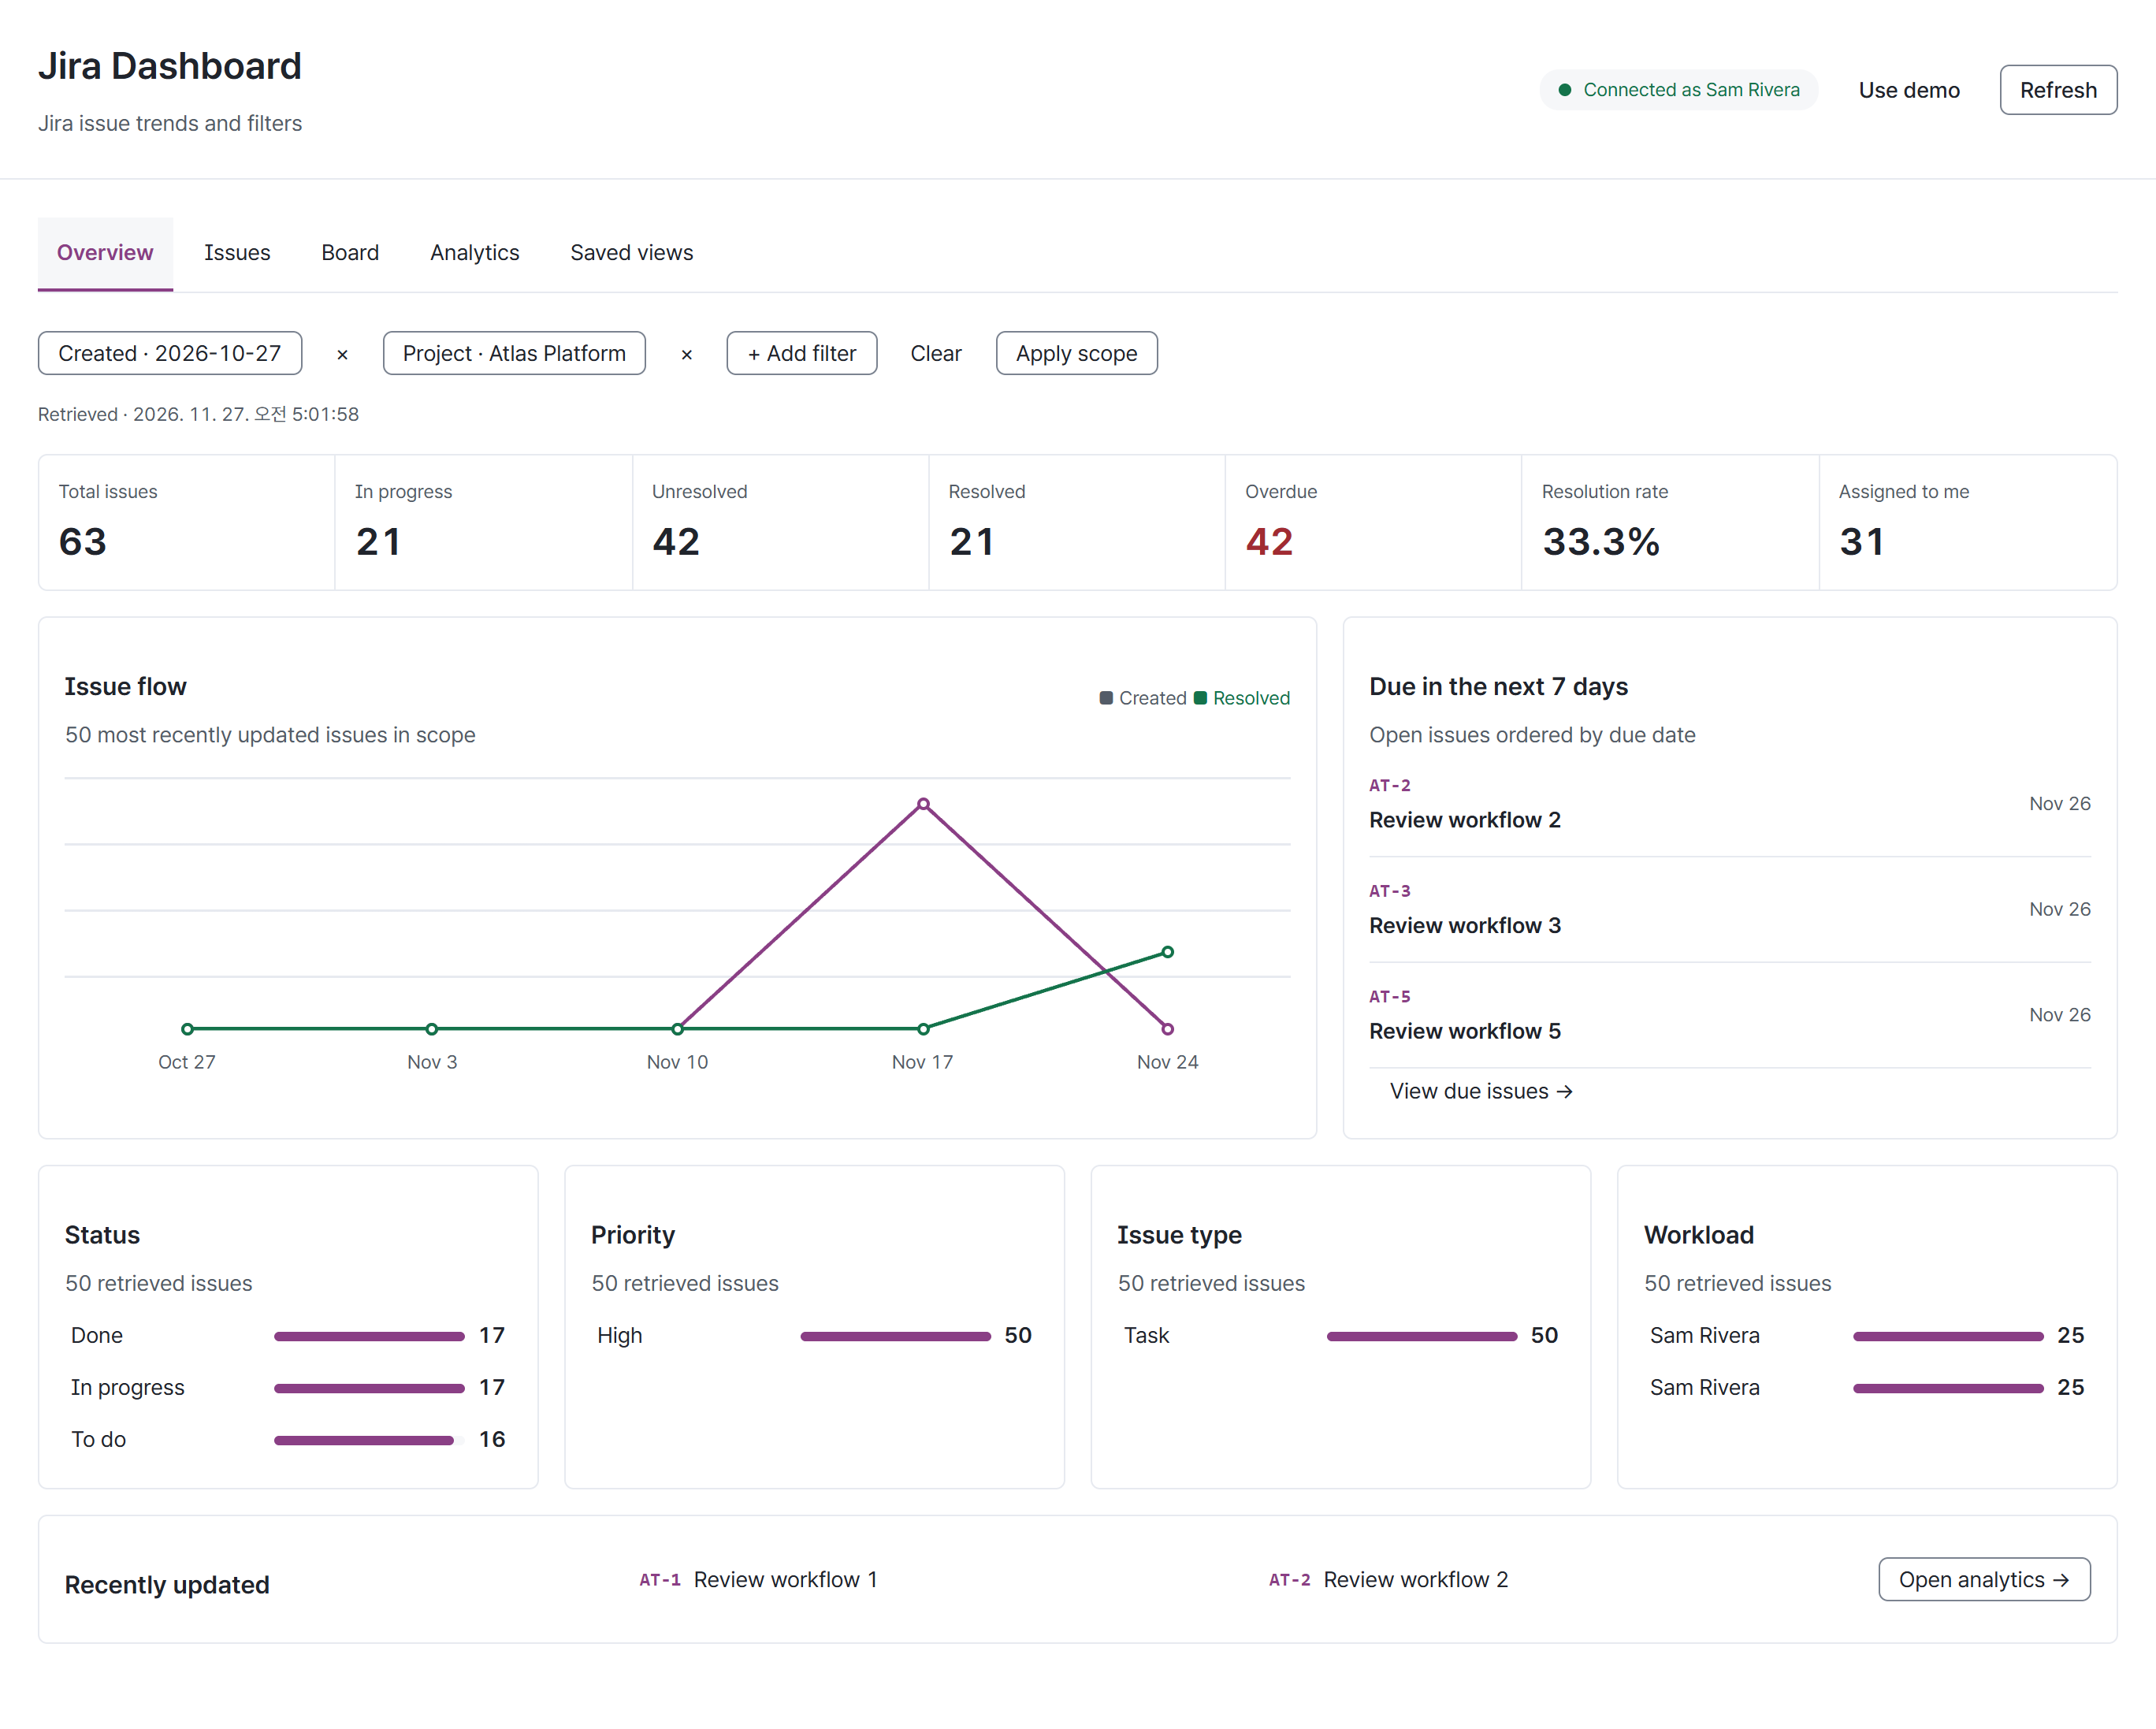 Jira Dashboard
Jira issue trends and filters
Connected as Sam Rivera
Use demo
Refresh
Overview
Issues
Board
Analytics
Saved views
Created · 2026-10-27
×
Project · Atlas Platform
×
+ Add filter
Clear
Apply scope
Retrieved · 2026. 11. 27. 오전 5:01:58
Total issues
63
In progress
21
Unresolved
42
Resolved
21
Overdue
42
Resolution rate
33.3%
Assigned to me
31
Issue flow
50 most recently updated issues in scope
Created
Resolved
Oct 27
Nov 3
Nov 10
Nov 17
Nov 24
Due in the next 7 days
Open issues ordered by due date
AT-2
Review workflow 2
Nov 26
AT-3
Review workflow 3
Nov 26
AT-5
Review workflow 5
Nov 26
View due issues →
Status
50 retrieved issues
Done 17
In progress 17
To do 16
Priority
50 retrieved issues
High 50
Issue type
50 retrieved issues
Task 50
Workload
50 retrieved issues
Sam Rivera 25
Sam Rivera 25
Recently updated
AT-1 Review workflow 1
AT-2 Review workflow 2
Open analytics →